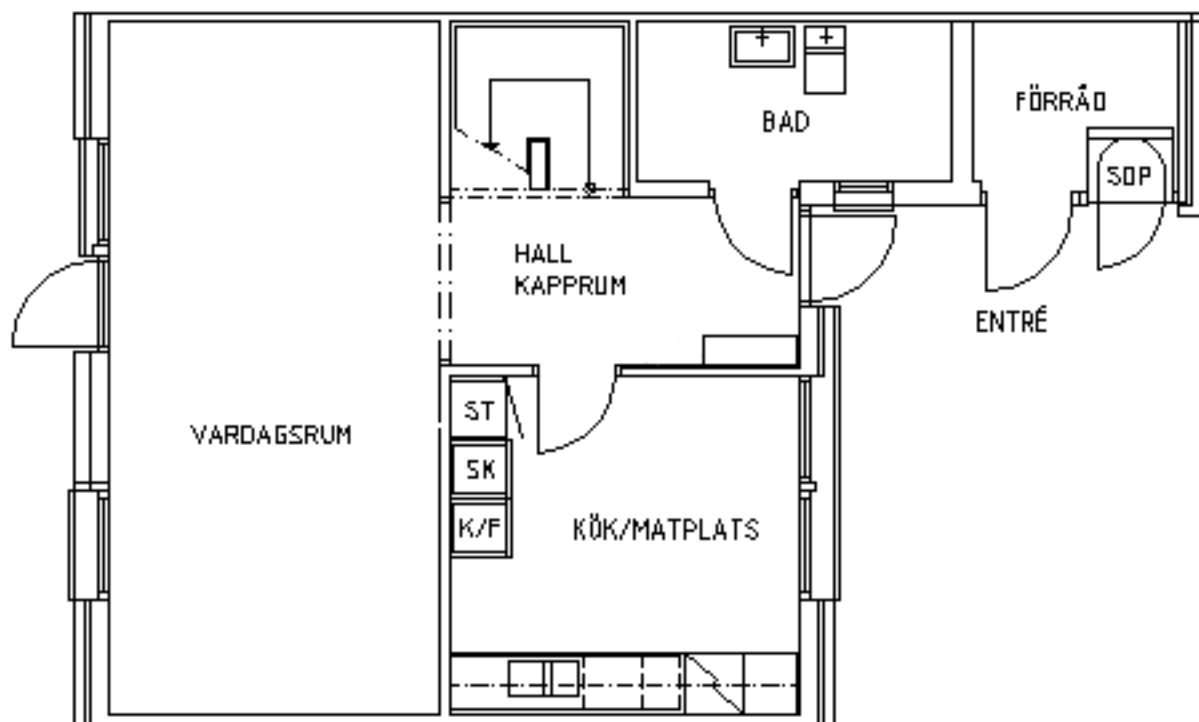 FÖRRÅD
BAD
SOP
HALL
KAPPRUM
ENTRÉ
ST
VARDAGSRUM
SK
K/F
KÖK/MATPLATS